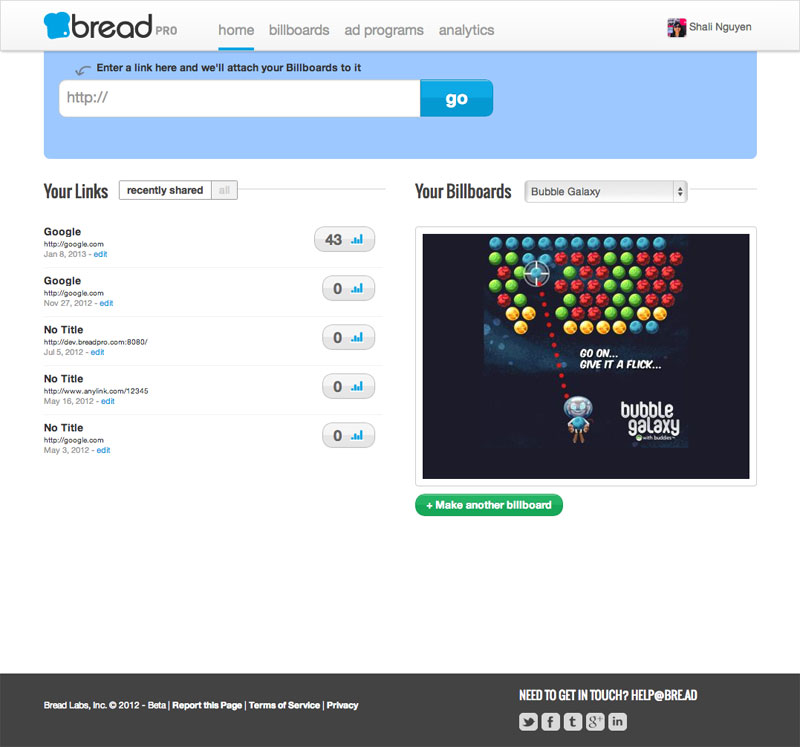 bread PRO
home billboards ad programs analytics
Shali Nguyen
Enter a link here and we'll attach your Billboards to it
http://
go
Your Links
recently shared all
Google
http://google.com
Jan 8, 2013 - edit
43
Google
http://google.com
Nov 27, 2012 - edit
0
No Title
http://dev.breadpro.com:8080/
Jul 5, 2012 - edit
0
No Title
http://www.anylink.com/12345
May 16, 2012 - edit
0
No Title
http://google.com
May 3, 2012 - edit
0
Your Billboards
Bubble Galaxy
GO ON...
GIVE IT A FLICK...
bubble
galaxy
with buddies™
+ Make another billboard
Bread Labs, Inc. © 2012 - Beta | Report this Page | Terms of Service | Privacy
NEED TO GET IN TOUCH? HELP@BRE.AD
f t g+ in